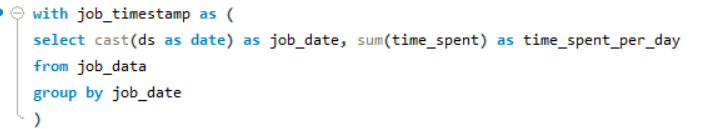 with job_timestamp as (
select cast(ds as date) as job_date, sum(time_spent) as time_spent_per_day
from job_data
group by job_date
)